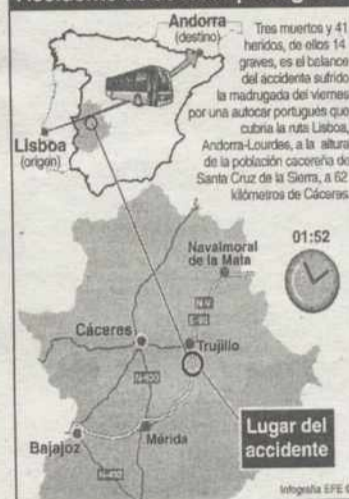 Andorra
(destino)
Tres muertos y 41
heridos, de ellos 14
graves, es el balance
del accidente sufrido
la madrugada del viernes
por una autocar portugués que
cubría la ruta Lisboa,
Andorra-Lourdes, a la altura
de la población cacereña de
Santa Cruz de la Sierra, a 62
kilómetros de Cáceres
Lisboa
(origen)
01:52
Navalmoral
de la Mata
N-V
E-90
Cáceres
Trujillo
N-630
Lugar del
accidente
Bajajoz
Mérida
Infografía EFE